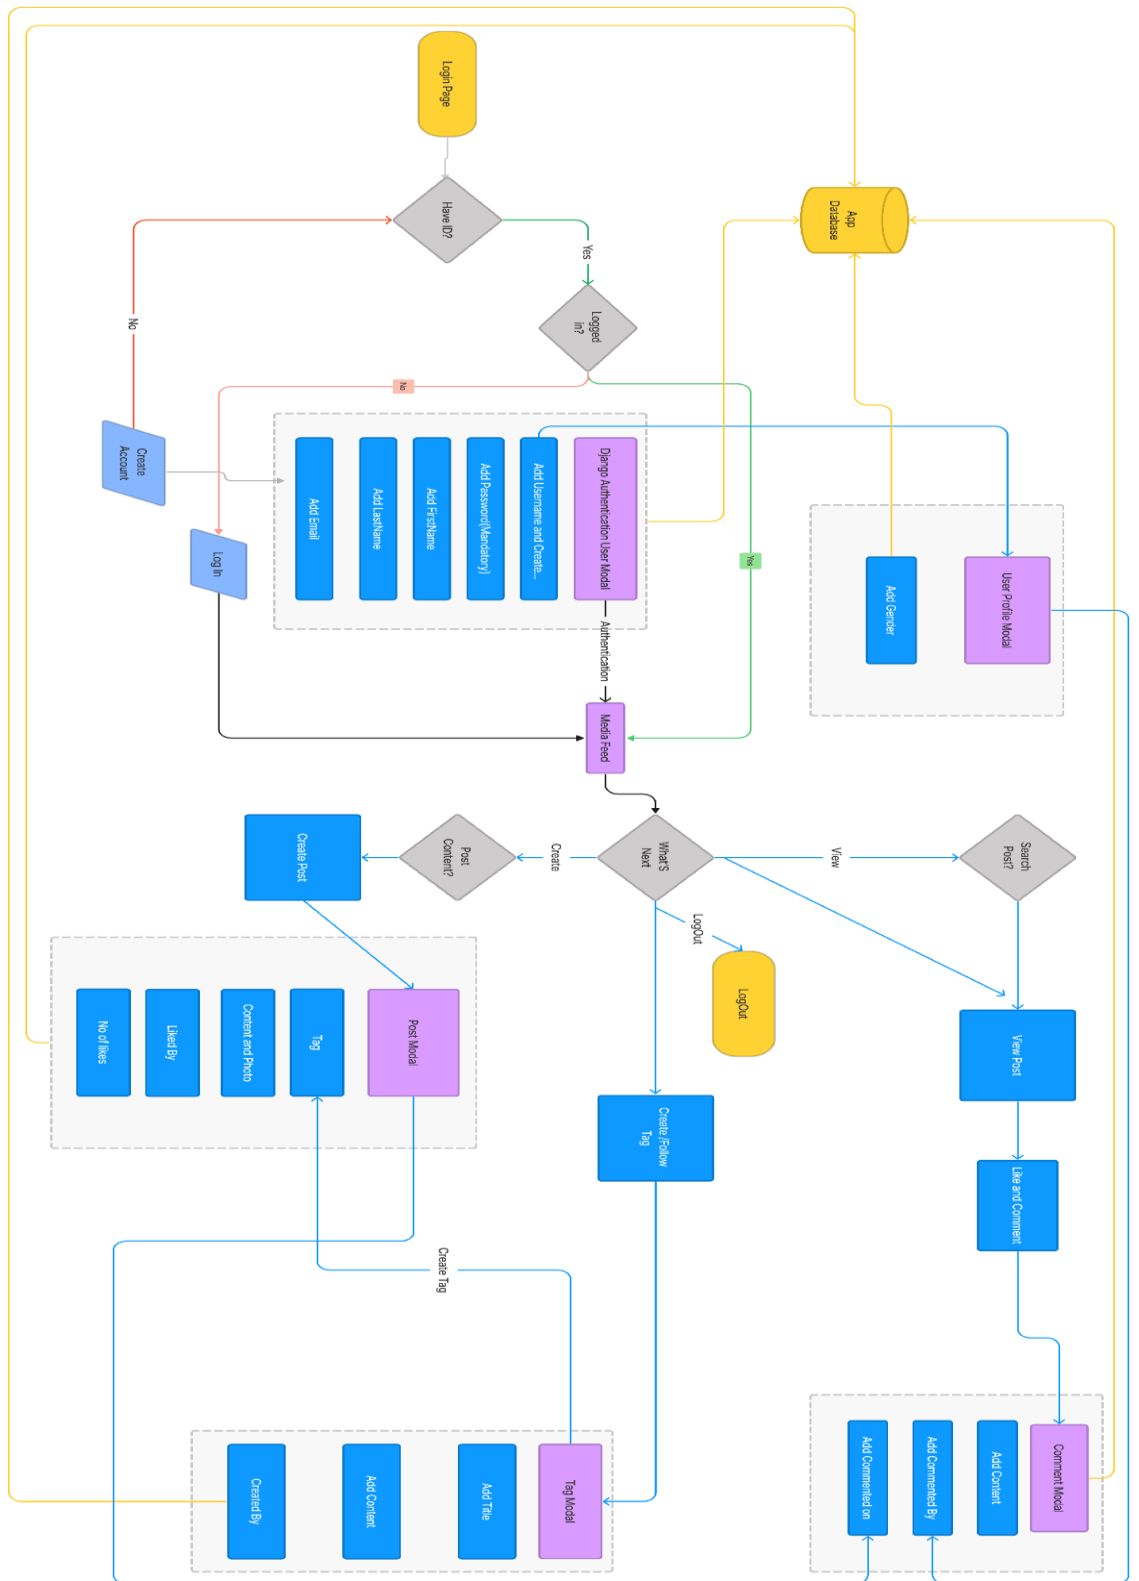 Login Page
Have ID?
Yes
Logged
in?
No
No
Create
Account
Log In
App
Database
Django Authentication User Modal
Add Username and Create...
Add Password(Mandatory)
Add FirstName
Add LastName
Add Email
Authentication
Yes
User Profile Modal
Add Gender
Media Feed
What'S
Next
View
Search
Post?
Create
Post
Content?
Create Post
LogOut
LogOut
View Post
Like and Comment
Create /Follow
Tag
Post Modal
Tag
Content and Photo
Liked By
No of likes
Create Tag
Comment Modal
Add Content
Add Commented By
Add Commented on
Tag Modal
Add Title
Add Content
Created By